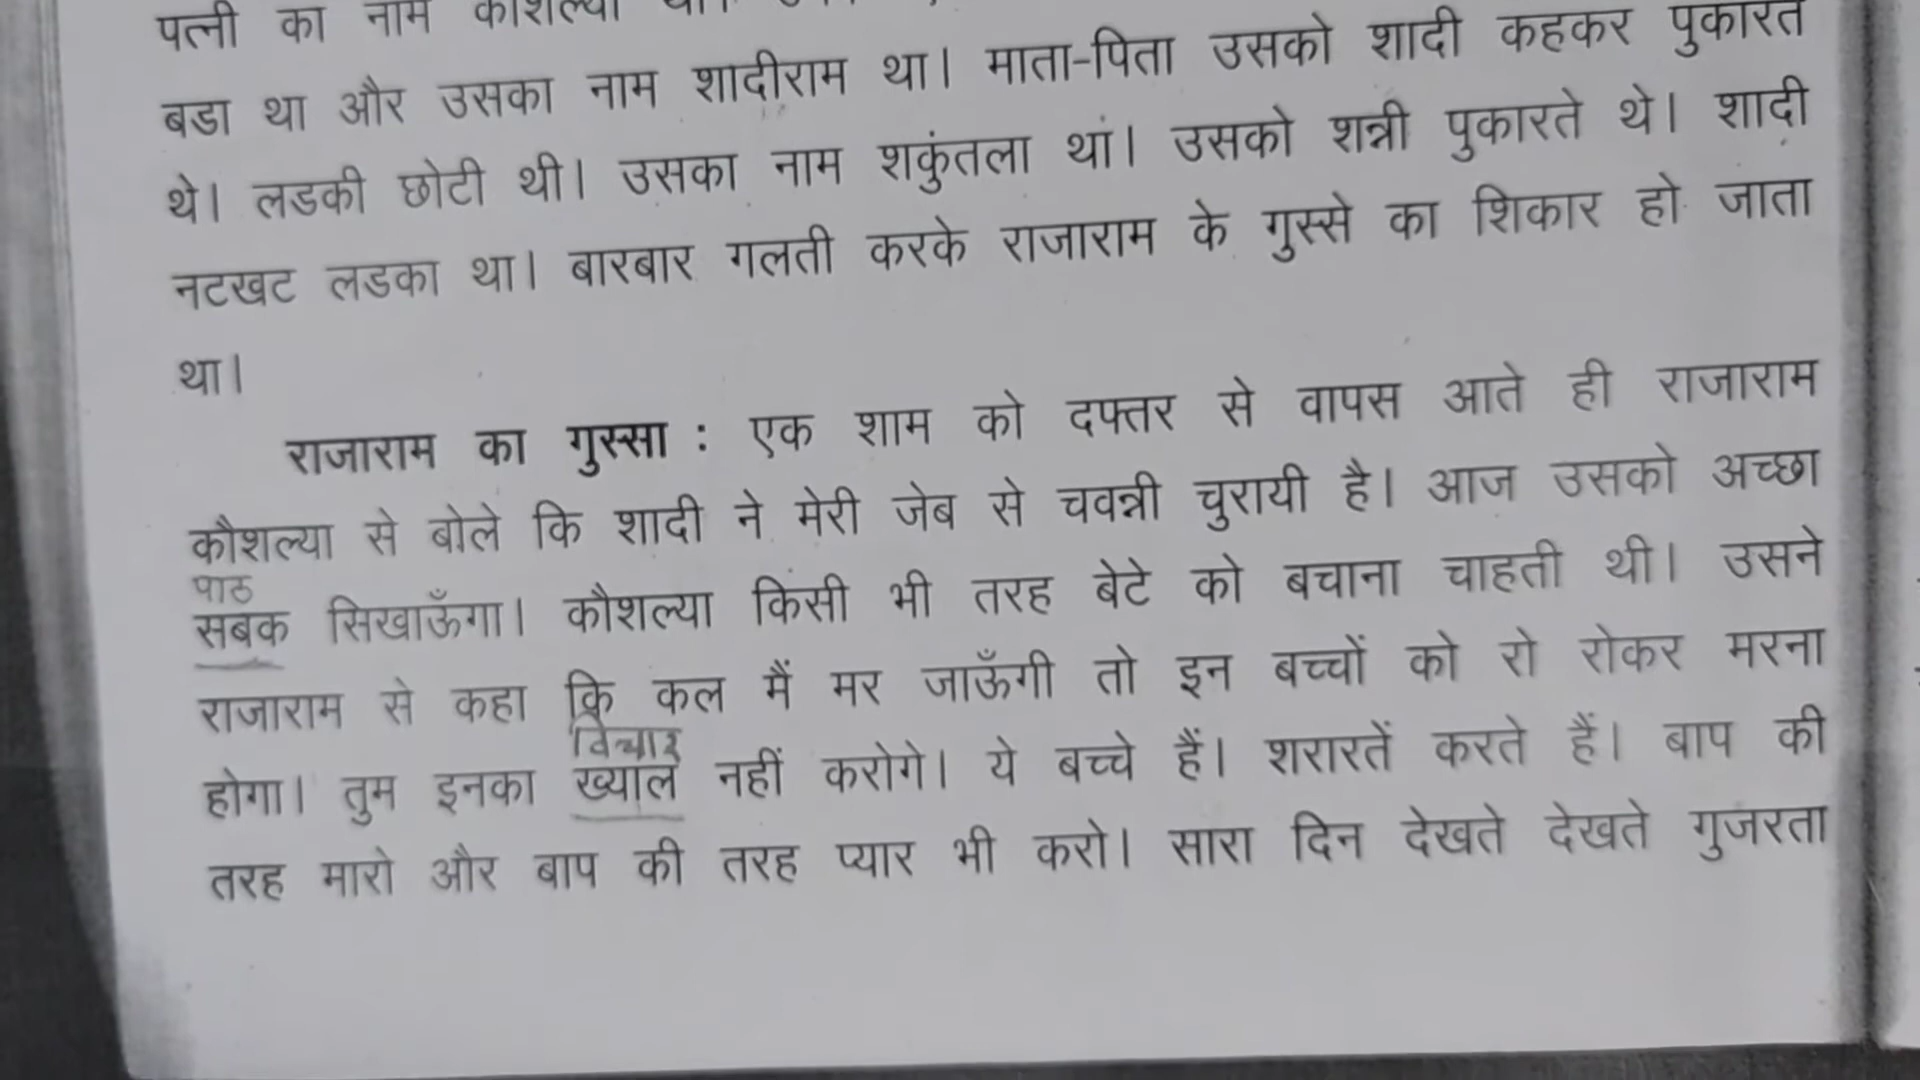 पत्नी का नाम कौशल्या
बडा था और उसका नाम शादीराम था। माता-पिता उसको शादी कहकर पुकारते
थे। लडकी छोटी थी। उसका नाम शकुंतला थां। उसको शन्नी पुकारते थे। शादी
नटखट लडका था। बारबार गलती करके राजाराम के गुस्से का शिकार हो जाता
था।
राजाराम का गुस्सा : एक शाम को दफ्तर से वापस आते ही राजाराम
कौशल्या से बोले कि शादी ने मेरी जेब से चवन्नी चुरायी है। आज उसको अच्छा
पाठ
सबक सिखाऊँगा। कौशल्या किसी भी तरह बेटे को बचाना चाहती थी। उसने
राजाराम से कहा कि कल मैं मर जाऊँगी तो इन बच्चों को रो रोकर मरना
विचार
होगा। तुम इनका ख्याल नहीं करोगे। ये बच्चे हैं। शरारतें करते हैं। बाप की
तरह मारो और बाप की तरह प्यार भी करो। सारा दिन देखते देखते गुजरता